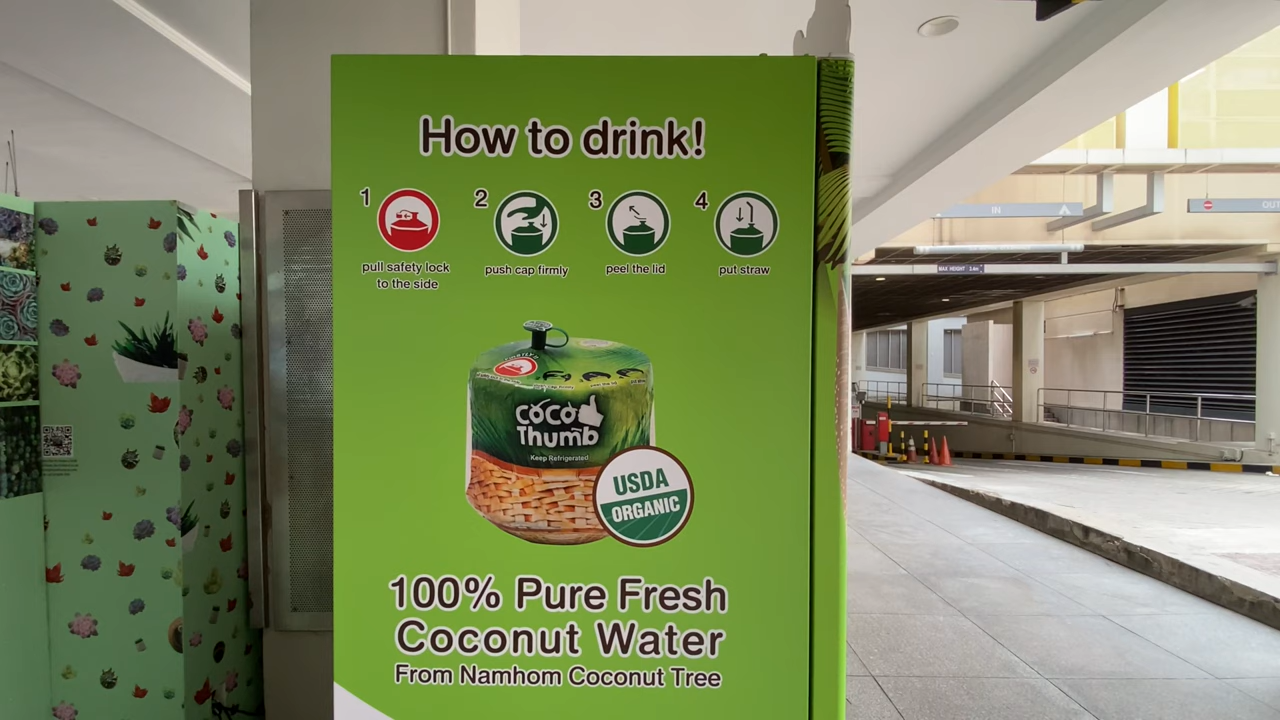 How to drink!
1
2
3
4
pull safety lock
to the side
push cap firmly
peel the lid
put straw
coco
Thumb
Keep Refrigerated
USDA
ORGANIC
100% Pure Fresh
Coconut Water
From Namhom Coconut Tree
IN
OUT
MAX HEIGHT